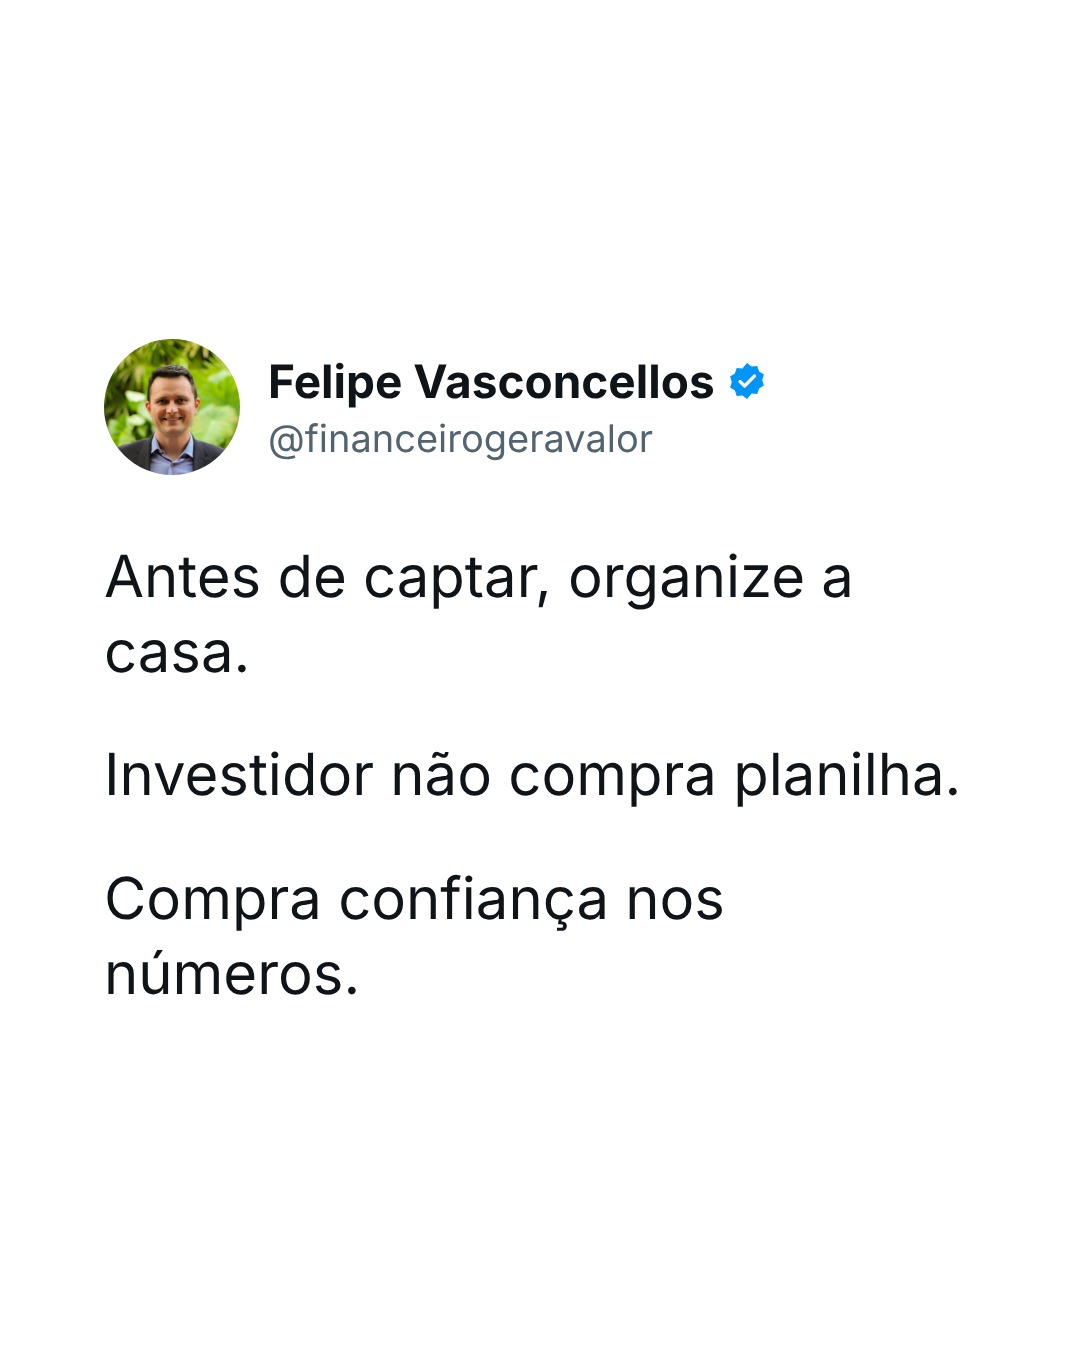 Felipe Vasconcellos
@financeirogeravalor
Antes de captar, organize a
casa.
Investidor não compra planilha.
Compra confiança nos
números.